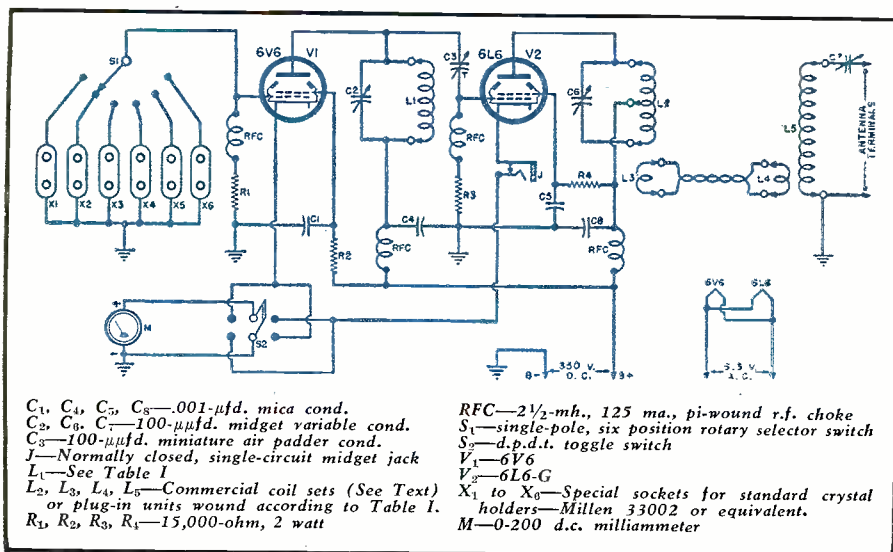 6V6 V1
6L6 V2
S1
C3
T
C2
L1
C6
L2
C7
L5
ANTENNA TERMINALS
RFC
RFC
R4
J
L3
L4
X1 X2 X3 X4 X5 X6
R1
C1
R3
C5
C4
C8
R2
RFC
RFC
6V6 6L6
+
M
-
S2
B- 350 V. D.C. B+
6.3 V. A.C.
C1, C4, C5, C8—.001-μfd. mica cond.
C2, C6, C7—100-μμfd. midget variable cond.
C3—100-μμfd. miniature air padder cond.
J—Normally closed, single-circuit midget jack
L1—See Table I
L2, L3, L4, L5—Commercial coil sets (See Text)
or plug-in units wound according to Table I.
R1, R2, R3, R4—15,000-ohm, 2 watt
RFC—2½-mh., 125 ma., pi-wound r.f. choke
S1—single-pole, six position rotary selector switch
S2—d.p.d.t. toggle switch
V1—6V6
V2—6L6-G
X1 to X6—Special sockets for standard crystal
holders—Millen 33002 or equivalent.
M—0-200 d.c. milliammeter